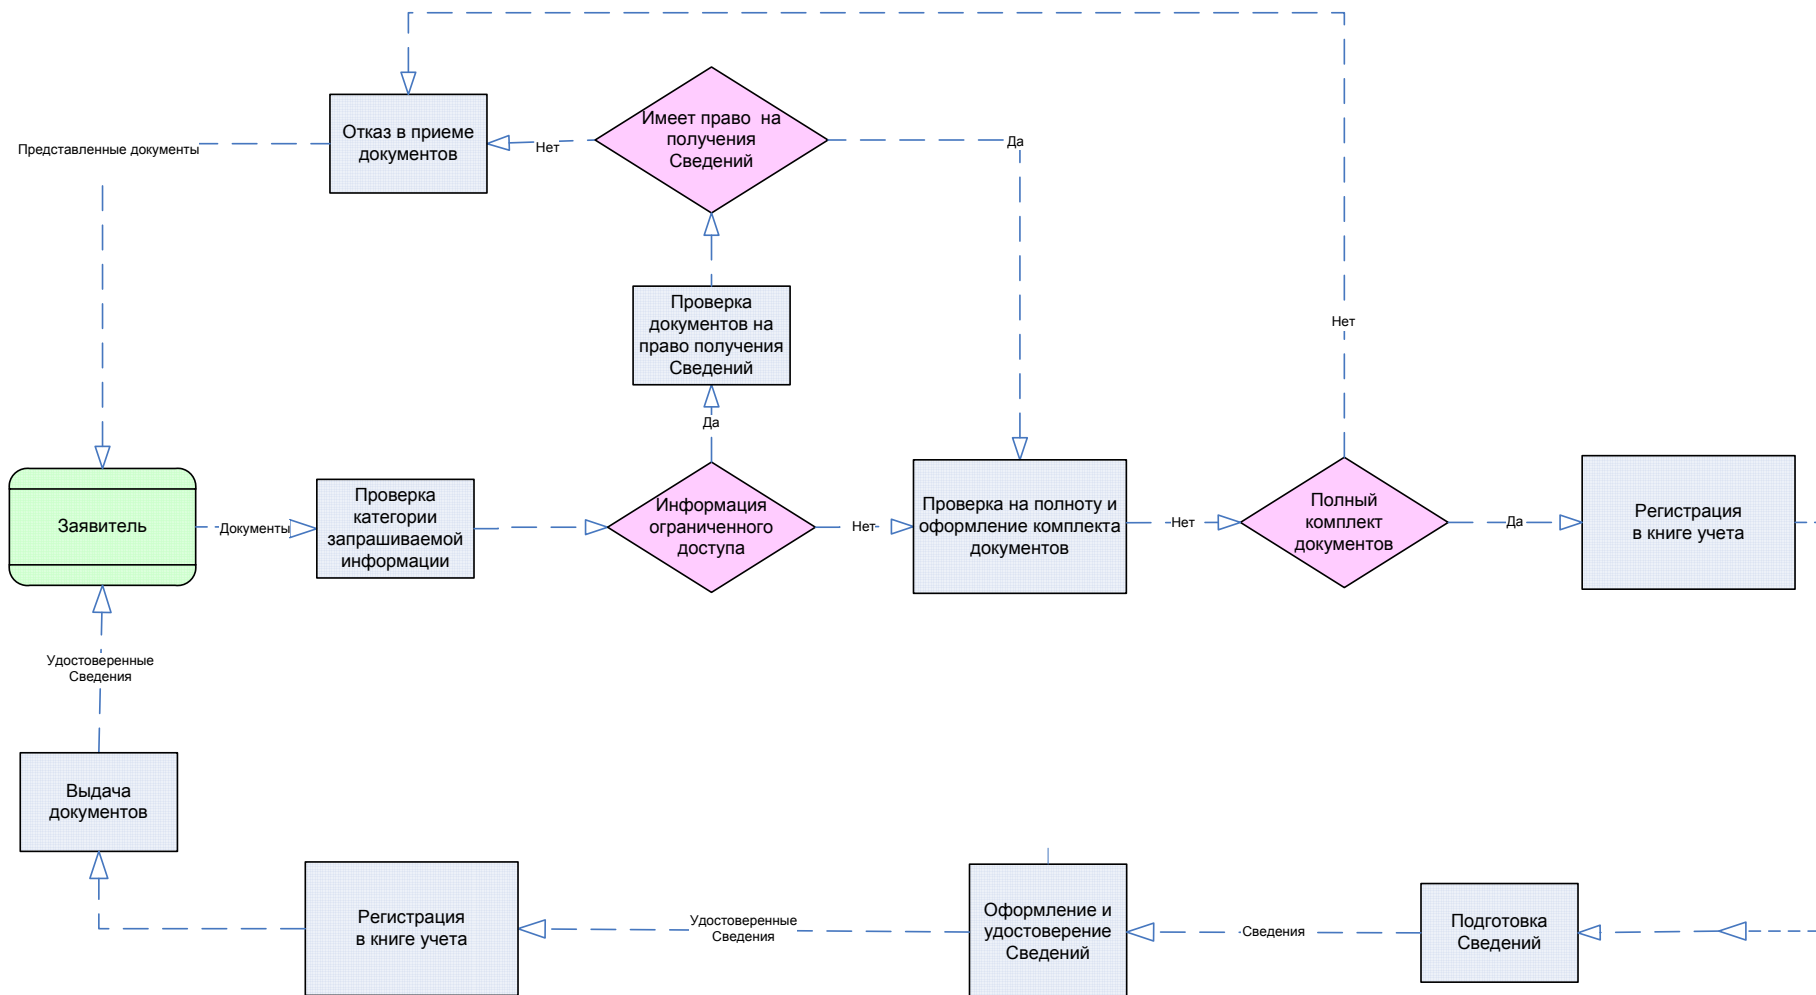 Отказ в приеме
документов
Представленные документы
Нет
Имеет право на
получения
Сведений
Да
Проверка
документов на
право получения
Сведений
Нет
Да
Заявитель
Документы
Проверка
категории
запрашиваемой
информации
Информация
ограниченного
доступа
Нет
Проверка на полноту и
оформление комплекта
документов
Нет
Полный
комплект
документов
Да
Регистрация
в книге учета
Удостоверенные
Сведения
Выдача
документов
Регистрация
в книге учета
Удостоверенные
Сведения
Оформление и
удостоверение
Сведений
Сведения
Подготовка
Сведений